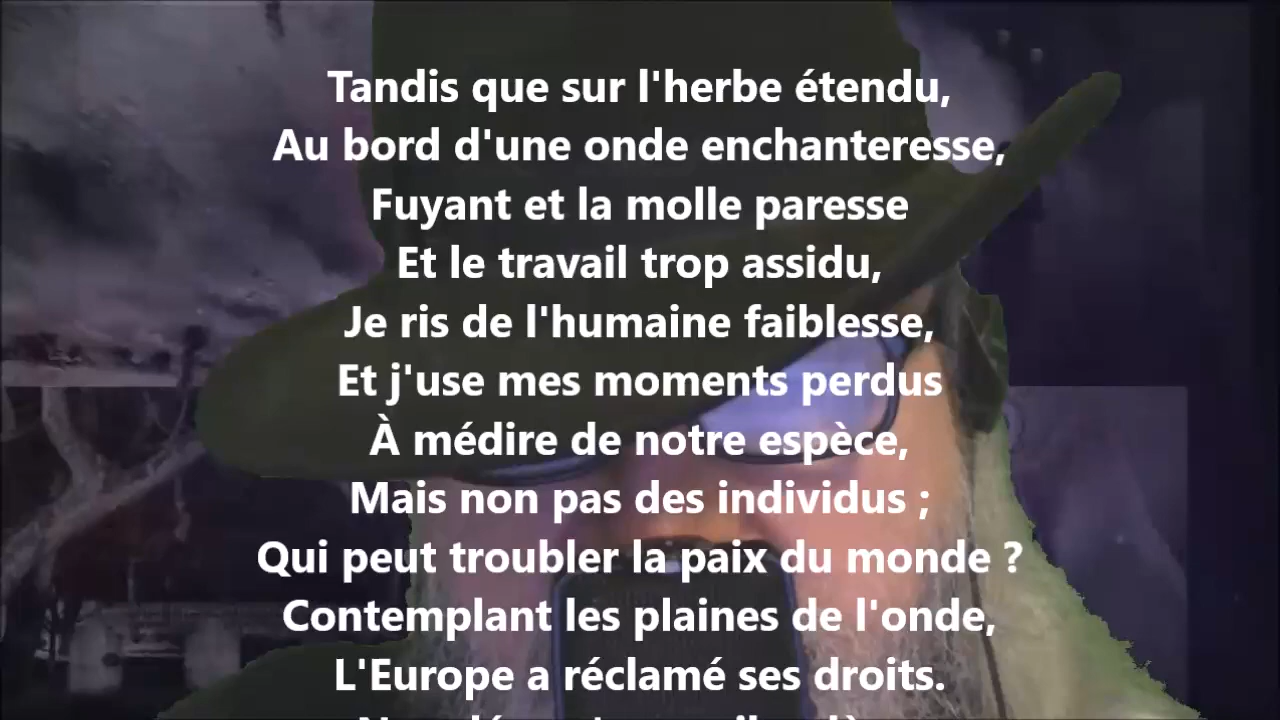 Tandis que sur l'herbe étendu,
Au bord d'une onde enchanteresse,
Fuyant et la molle paresse
Et le travail trop assidu,
Je ris de l'humaine faiblesse,
Et j'use mes moments perdus
À médire de notre espèce,
Mais non pas des individus ;
Qui peut troubler la paix du monde ?
Contemplant les plaines de l'onde,
L'Europe a réclamé ses droits.